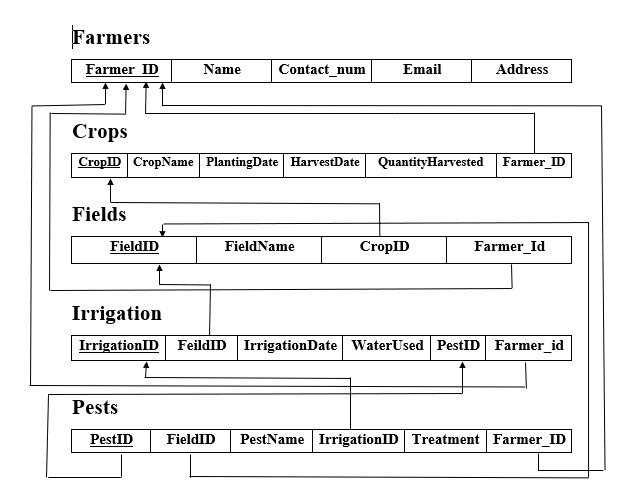 Farmers
Farmer_ID Name Contact_num Email Address
Crops
CropID CropName PlantingDate HarvestDate QuantityHarvested Farmer_ID
Fields
FieldID FieldName CropID Farmer_Id
Irrigation
IrrigationID FeildID IrrigationDate WaterUsed PestID Farmer_id
Pests
PestID FieldID PestName IrrigationID Treatment Farmer_ID